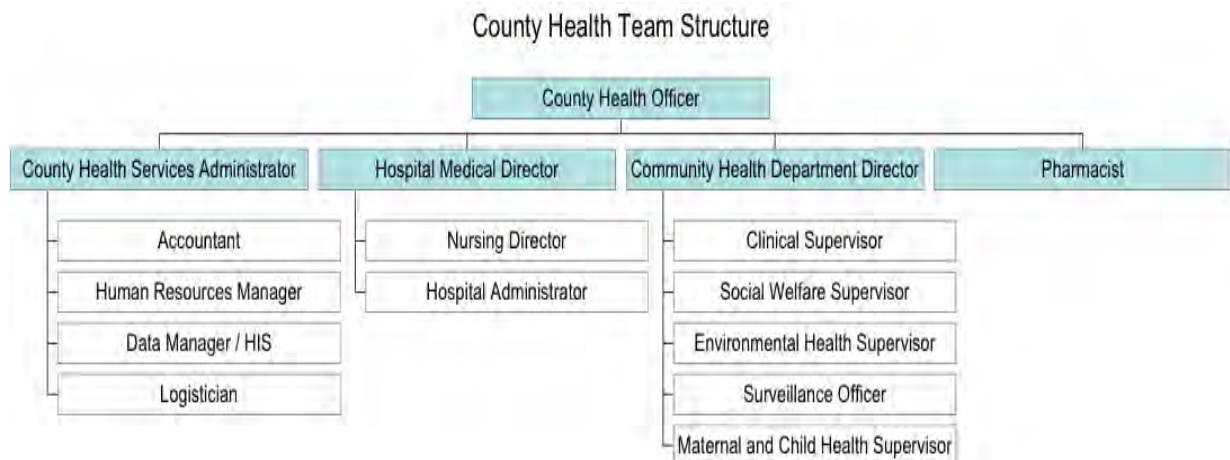 County Health Team Structure
County Health Officer
County Health Services Administrator
Hospital Medical Director
Community Health Department Director
Pharmacist
Accountant
Human Resources Manager
Data Manager / HIS
Logistician
Nursing Director
Hospital Administrator
Clinical Supervisor
Social Welfare Supervisor
Environmental Health Supervisor
Surveillance Officer
Maternal and Child Health Supervisor